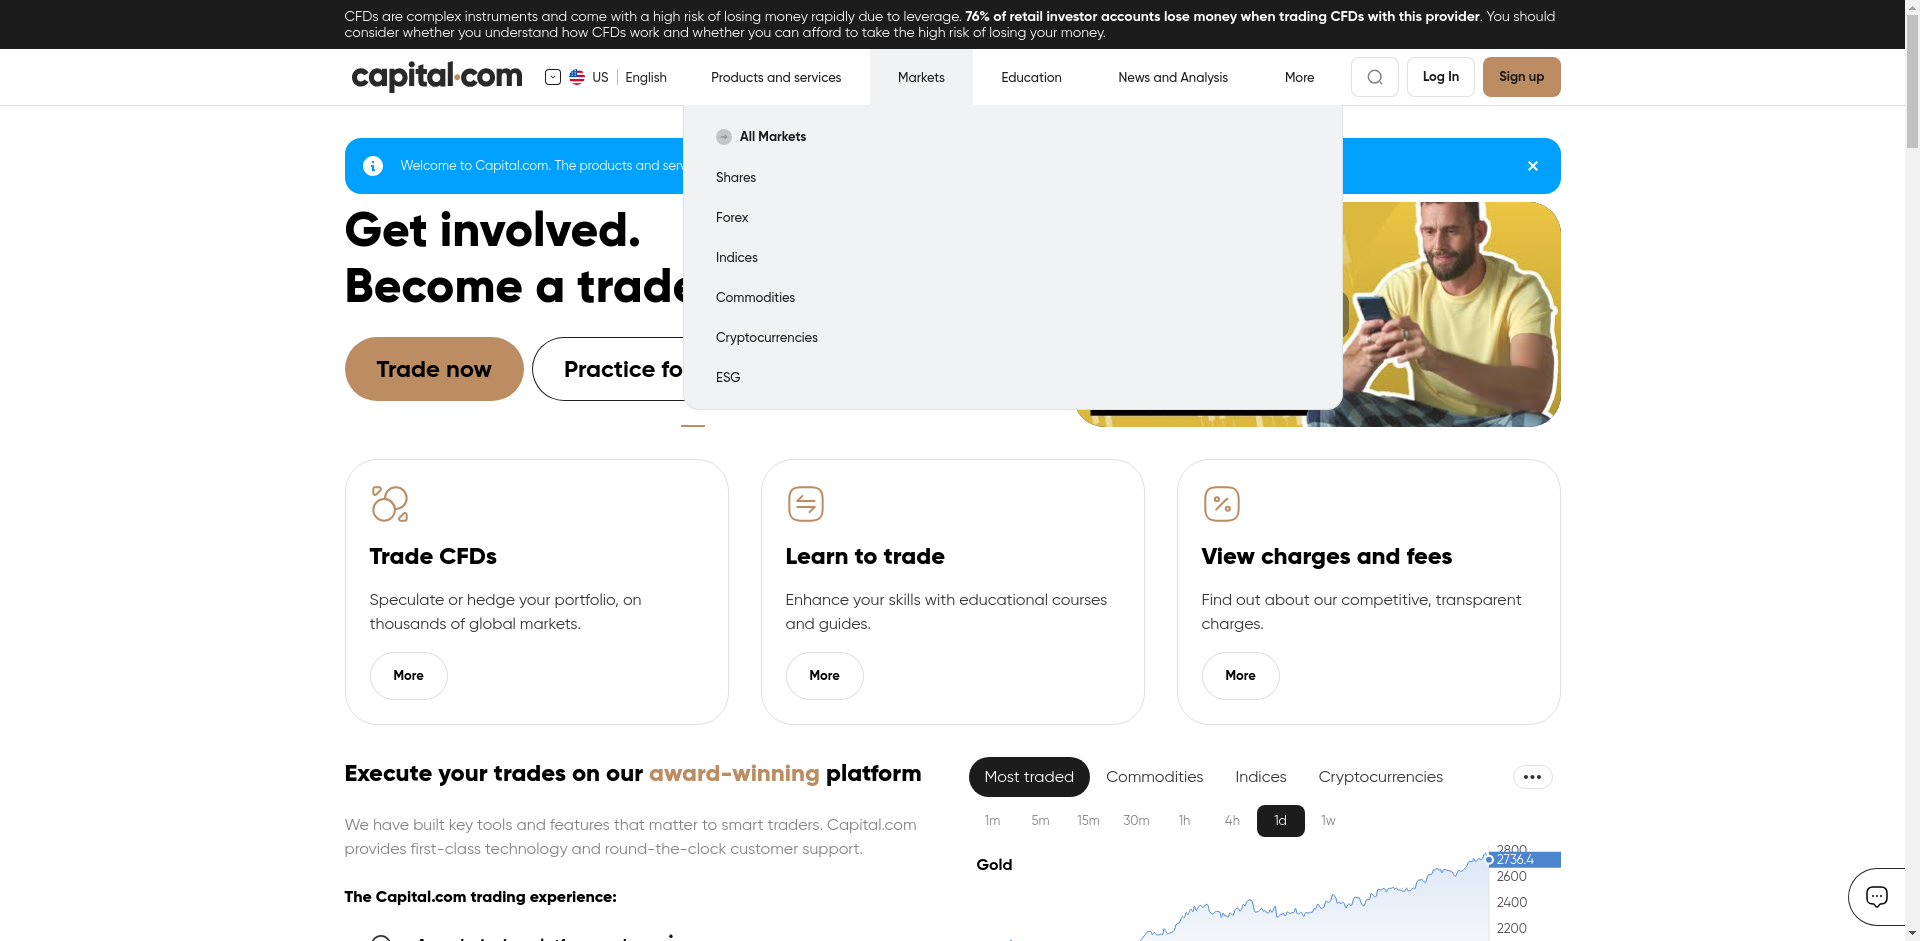 CFDs are complex instruments and come with a high risk of losing money rapidly due to leverage. 76% of retail investor accounts lose money when trading CFDs with this provider. You should
consider whether you understand how CFDs work and whether you can afford to take the high risk of losing your money.
capital.com
US English
Products and services
Markets
Education
News and Analysis
More
Log In
Sign up
All Markets
Shares
Forex
Indices
Commodities
Cryptocurrencies
ESG
Welcome to Capital.com. The products and
Get involved.
Become a
Trade now
Practice
Trade CFDs
Speculate or hedge your portfolio, on
thousands of global markets.
More
Learn to trade
Enhance your skills with educational courses
and guides.
More
View charges and fees
Find out about our competitive, transparent
charges.
More
Execute your trades on our award-winning platform
We have built key tools and features that matter to smart traders. Capital.com
provides first-class technology and round-the-clock customer support.
The Capital.com trading experience:
Most traded
Commodities
Indices
Cryptocurrencies
1m 5m 15m 30m 1h 4h 1d 1w
Gold
2800
2736.4
2600
2400
2200